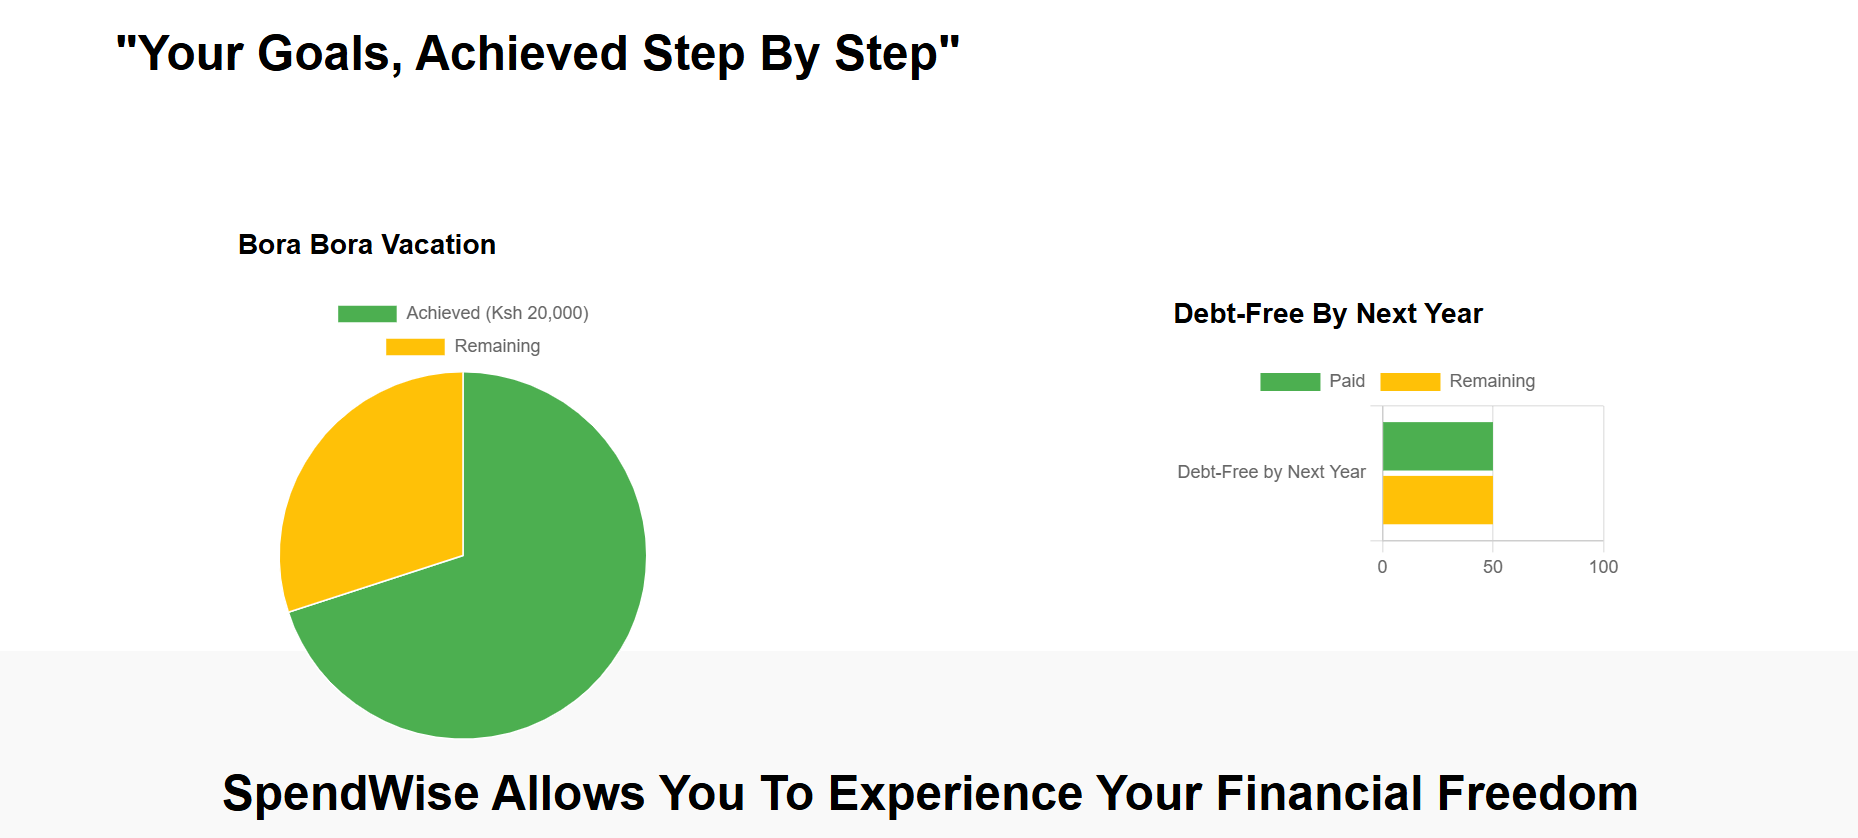 "Your Goals, Achieved Step By Step"
Bora Bora Vacation
Achieved (Ksh 20,000)
Remaining
Debt-Free By Next Year
Paid Remaining
Debt-Free by Next Year
0 50 100
SpendWise Allows You To Experience Your Financial Freedom